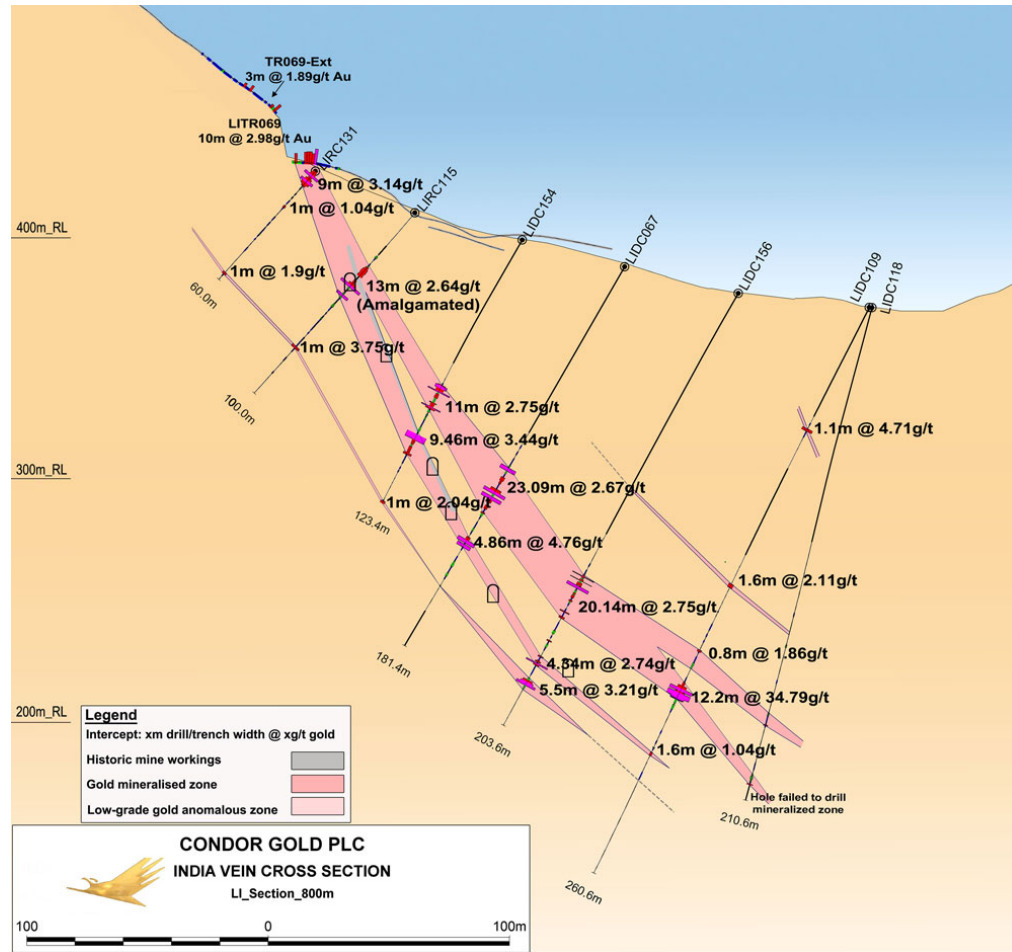 TR069-Ext
3m @ 1.89g/t Au
LITR069
10m @ 2.98g/t Au
LIRC131
LIRC115
LIDC154
LIDC067
LIDC156
LIDC109
LIDC118
9m @ 3.14g/t
1m @ 1.04g/t
400m_RL
1m @ 1.9g/t
60.0m
13m @ 2.64g/t
(Amalgamated)
1m @ 3.75g/t
100.0m
11m @ 2.75g/t
1.1m @ 4.71g/t
9.46m @ 3.44g/t
300m_RL
23.09m @ 2.67g/t
1m @ 2.04g/t
123.4m
4.86m @ 4.76g/t
1.6m @ 2.11g/t
20.14m @ 2.75g/t
181.4m
0.8m @ 1.86g/t
4.34m @ 2.74g/t
5.5m @ 3.21g/t
12.2m @ 34.79g/t
200m_RL
203.6m
1.6m @ 1.04g/t
Hole failed to drill
mineralized zone
210.6m
260.6m
Legend
Intercept: xm drill/trench width @ xg/t gold
Historic mine workings
Gold mineralised zone
Low-grade gold anomalous zone
CONDOR GOLD PLC
INDIA VEIN CROSS SECTION
LI_Section_800m
100 0 100m